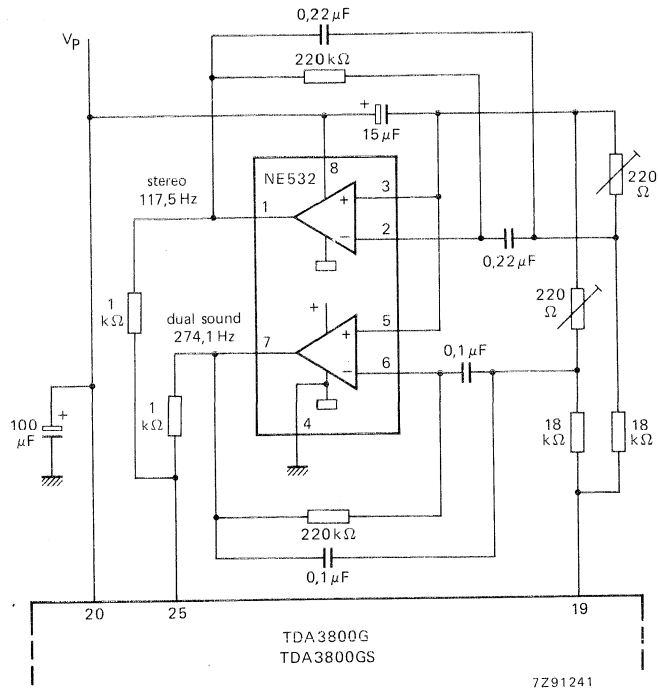 0,22 µF
VP
220 kΩ
+
15 µF
8
NE532
3
220
Ω
stereo
117,5 Hz
1
+
2
−
0,22 µF
220
Ω
1
kΩ
dual sound
274,1 Hz
+
5
7
+
6
−
0,1 µF
+
100
µF
1
kΩ
4
18
kΩ
18
kΩ
220 kΩ
0,1 µF
20
25
19
TDA3800G
TDA3800GS
7Z91241